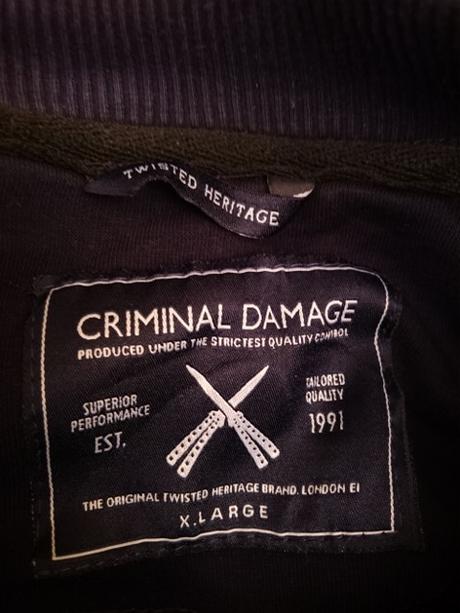 TWISTED HERITAGE
CRIMINAL DAMAGE
PRODUCED UNDER THE STRICTEST QUALITY CONTROL
SUPERIOR
PERFORMANCE
EST.
TAILORED
QUALITY
1991
THE ORIGINAL TWISTED HERITAGE BRAND. LONDON E1
X.LARGE